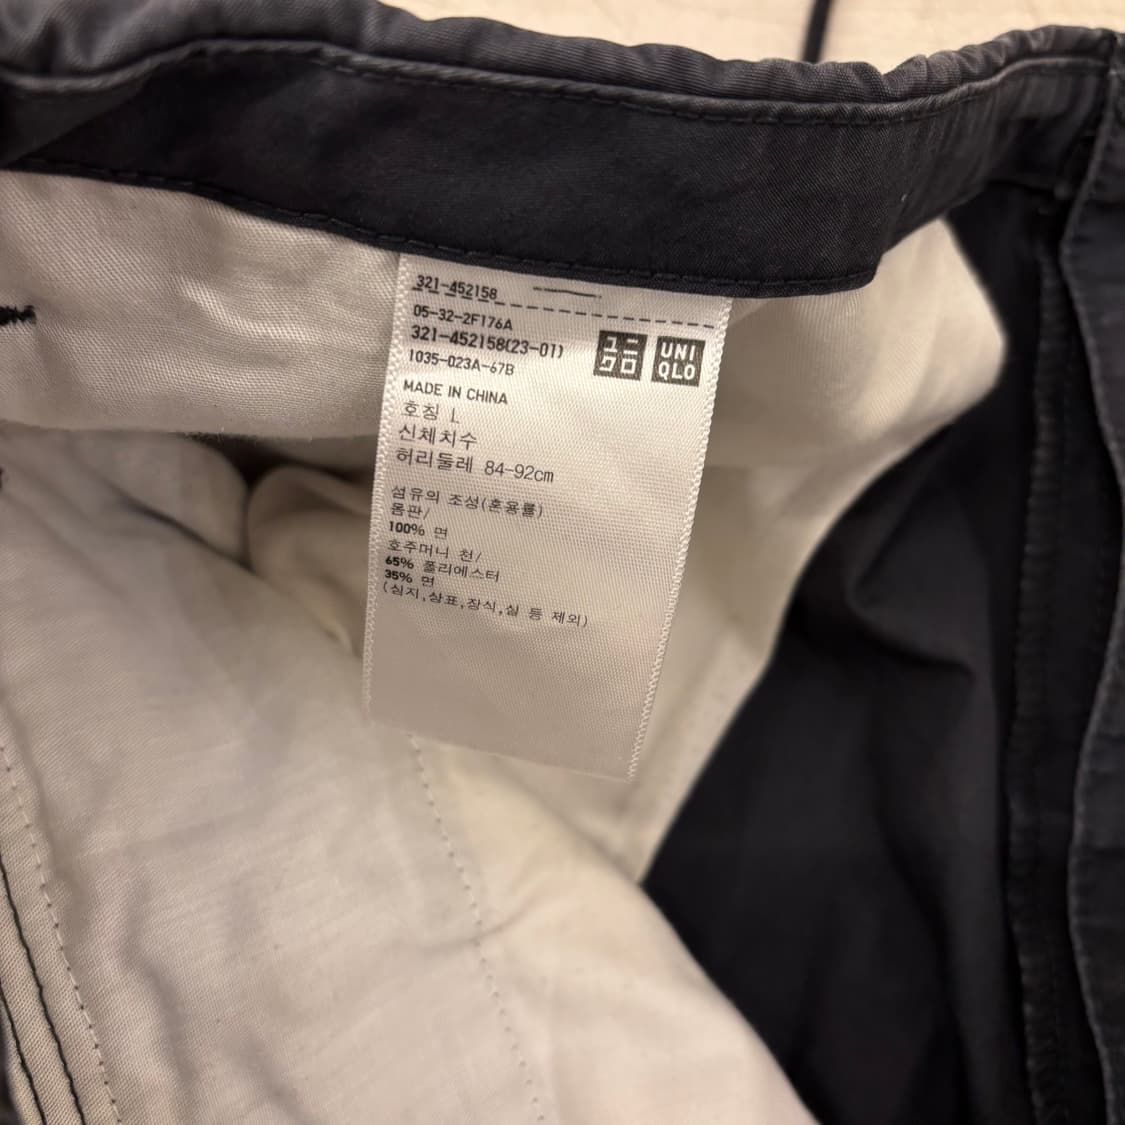 321-452158
05-32-2F176A
321-452158(23-01)
1035-023A-67B
ユニ
クロ
UNI
QLO
MADE IN CHINA
호칭 L
신체치수
허리둘레 84-92cm
섬유의 조성(혼용률)
몸판/
100% 면
호주머니 천/
65% 폴리에스터
35% 면
(심지,상표,장식,실 등 제외)